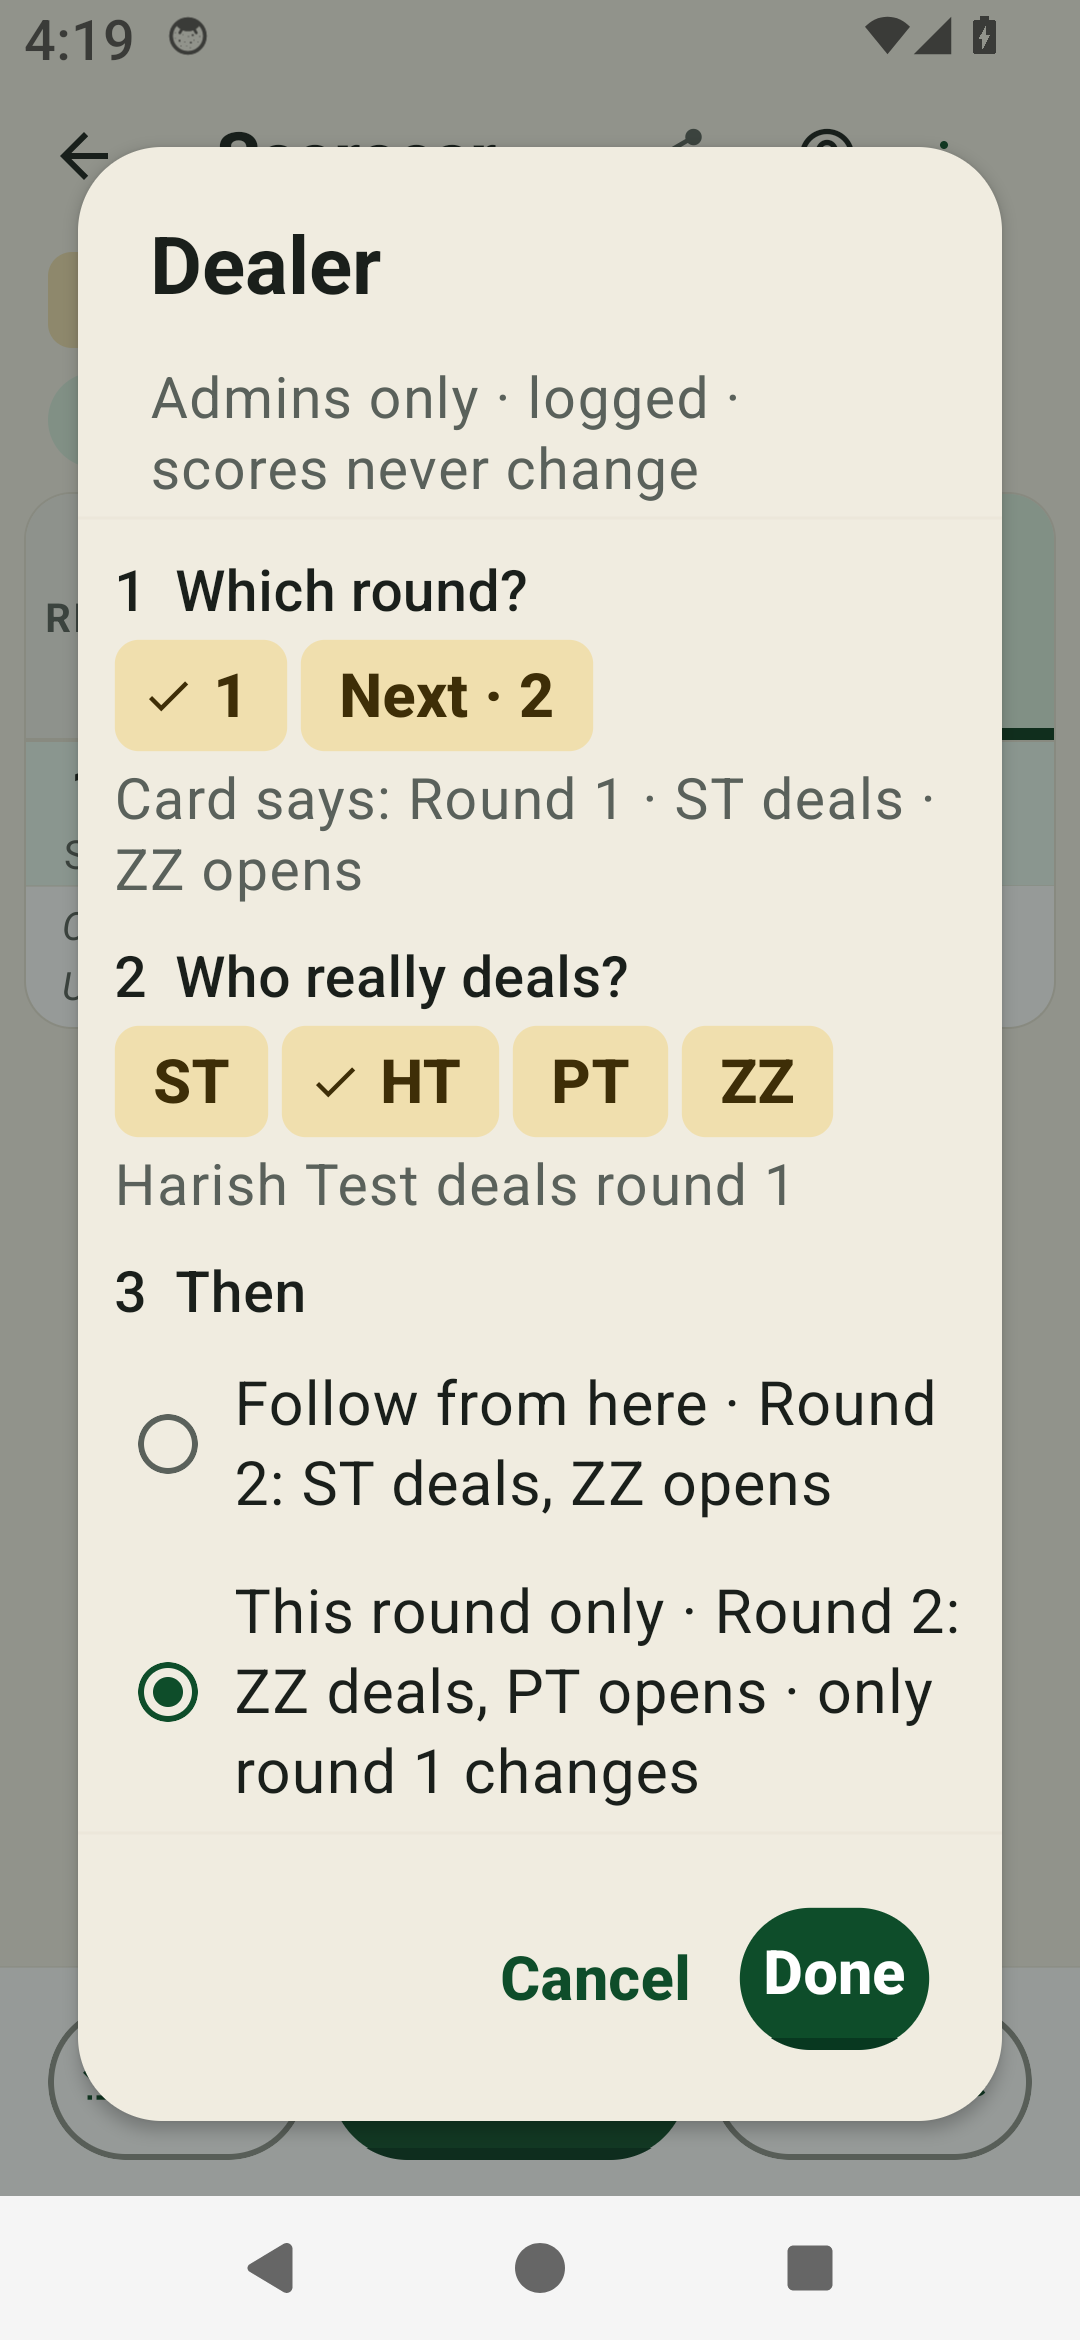 4:19
Dealer
Admins only · logged ·
scores never change
1 Which round?
1
Next · 2
Card says: Round 1 · ST deals ·
ZZ opens
2 Who really deals?
ST
HT
PT
ZZ
Harish Test deals round 1
3 Then
Follow from here · Round
2: ST deals, ZZ opens
This round only · Round 2:
ZZ deals, PT opens · only
round 1 changes
Cancel
Done